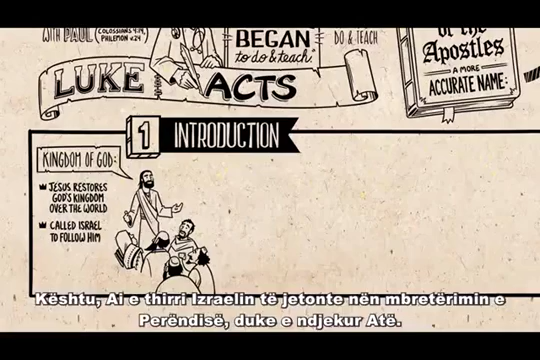 WITH PAUL
COLOSSIANS 4:14,
PHILEMON v.24
BEGAN
to do & teach."
DO & TEACH
of the
Apostles
A MORE
ACCURATE NAME:
LUKE ACTS
1 INTRODUCTION
KINGDOM OF GOD:
JESUS RESTORES
GOD'S KINGDOM
OVER THE WORLD
CALLED ISRAEL
TO FOLLOW HIM
Kështu, Ai e thirri Izraelin të jetonte nën mbretërimin e
Perëndisë, duke e ndjekur Atë.